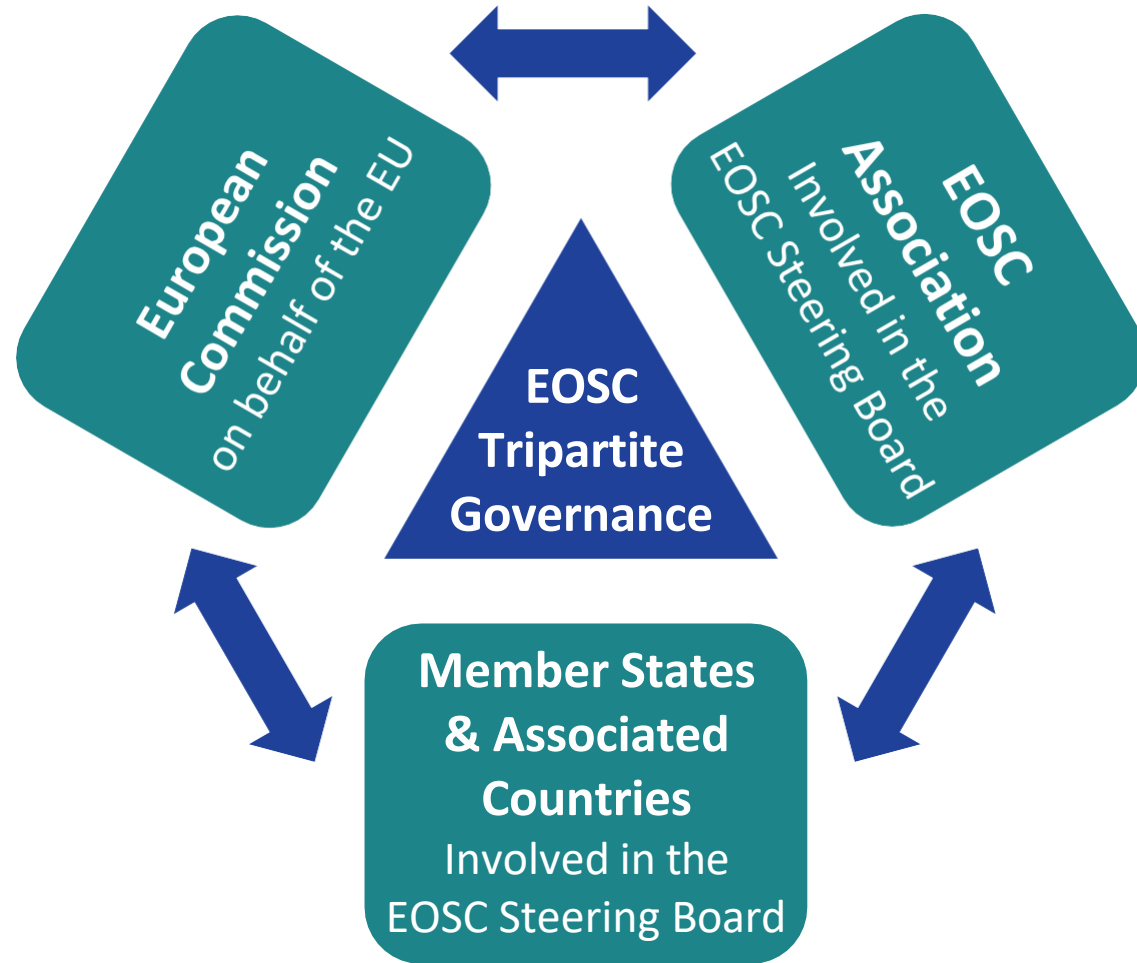 European
Commission
on behalf of the EU
EOSC
Association
Involved in the
EOSC Steering Board
EOSC
Tripartite
Governance
Member States
& Associated
Countries
Involved in the
EOSC Steering Board